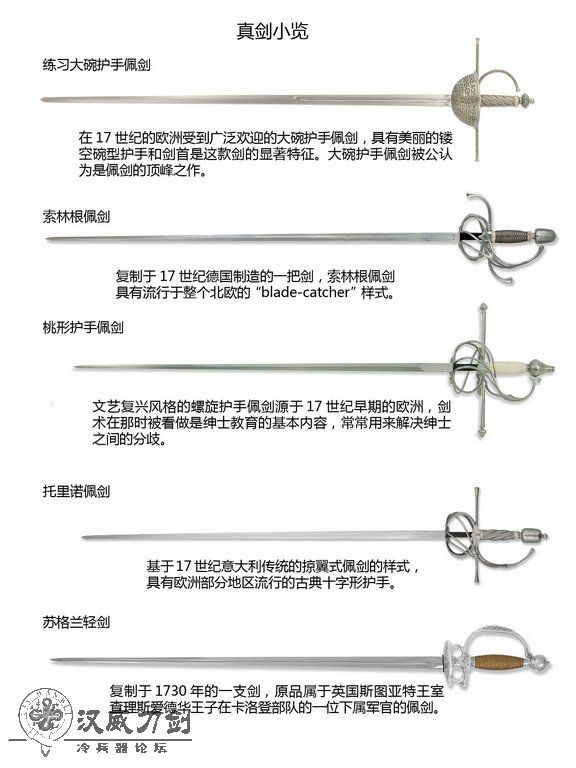 真剑小览
练习大碗护手佩剑
在17世纪的欧洲受到广泛欢迎的大碗护手佩剑，具有美丽的镂
空碗型护手和剑首是这款剑的显著特征。大碗护手佩剑被公认
为是佩剑的顶峰之作。
索林根佩剑
复制于17世纪德国制造的一把剑，索林根佩剑
具有流行于整个北欧的“blade-catcher”样式。
桃形护手佩剑
文艺复兴风格的螺旋护手佩剑源于17世纪早期的欧洲，剑
术在那时被看做是绅士教育的基本内容，常常用来解决绅士
之间的分歧。
托里诺佩剑
基于17世纪意大利传统的掠翼式佩剑的样式，
具有欧洲部分地区流行的古典十字形护手。
苏格兰轻剑
复制于1730年的一支剑，原品属于英国斯图亚特王室
查理斯爱德华王子在卡洛登部队的一位下属军官的佩剑。
汉威刀剑
冷兵器论坛